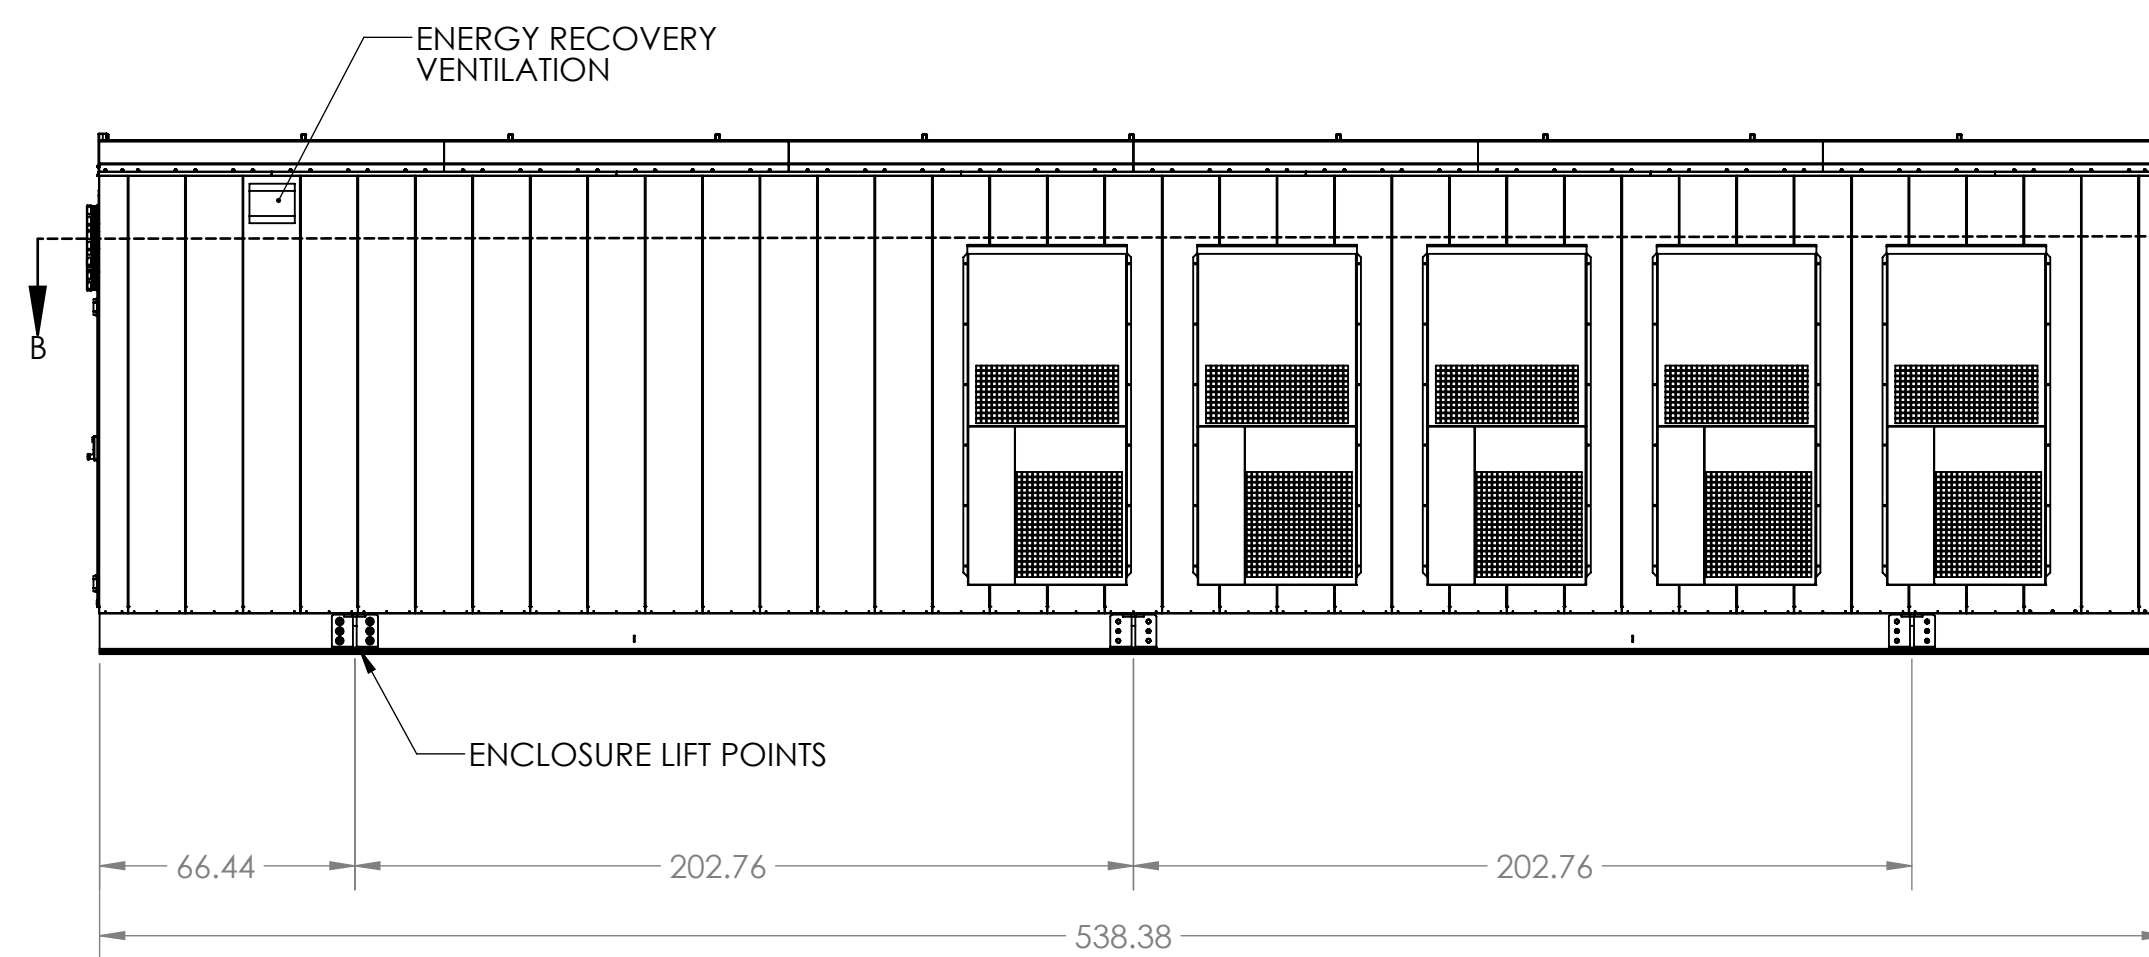 ENERGY RECOVERY
VENTILATION
B
ENCLOSURE LIFT POINTS
66.44
202.76
202.76
538.38